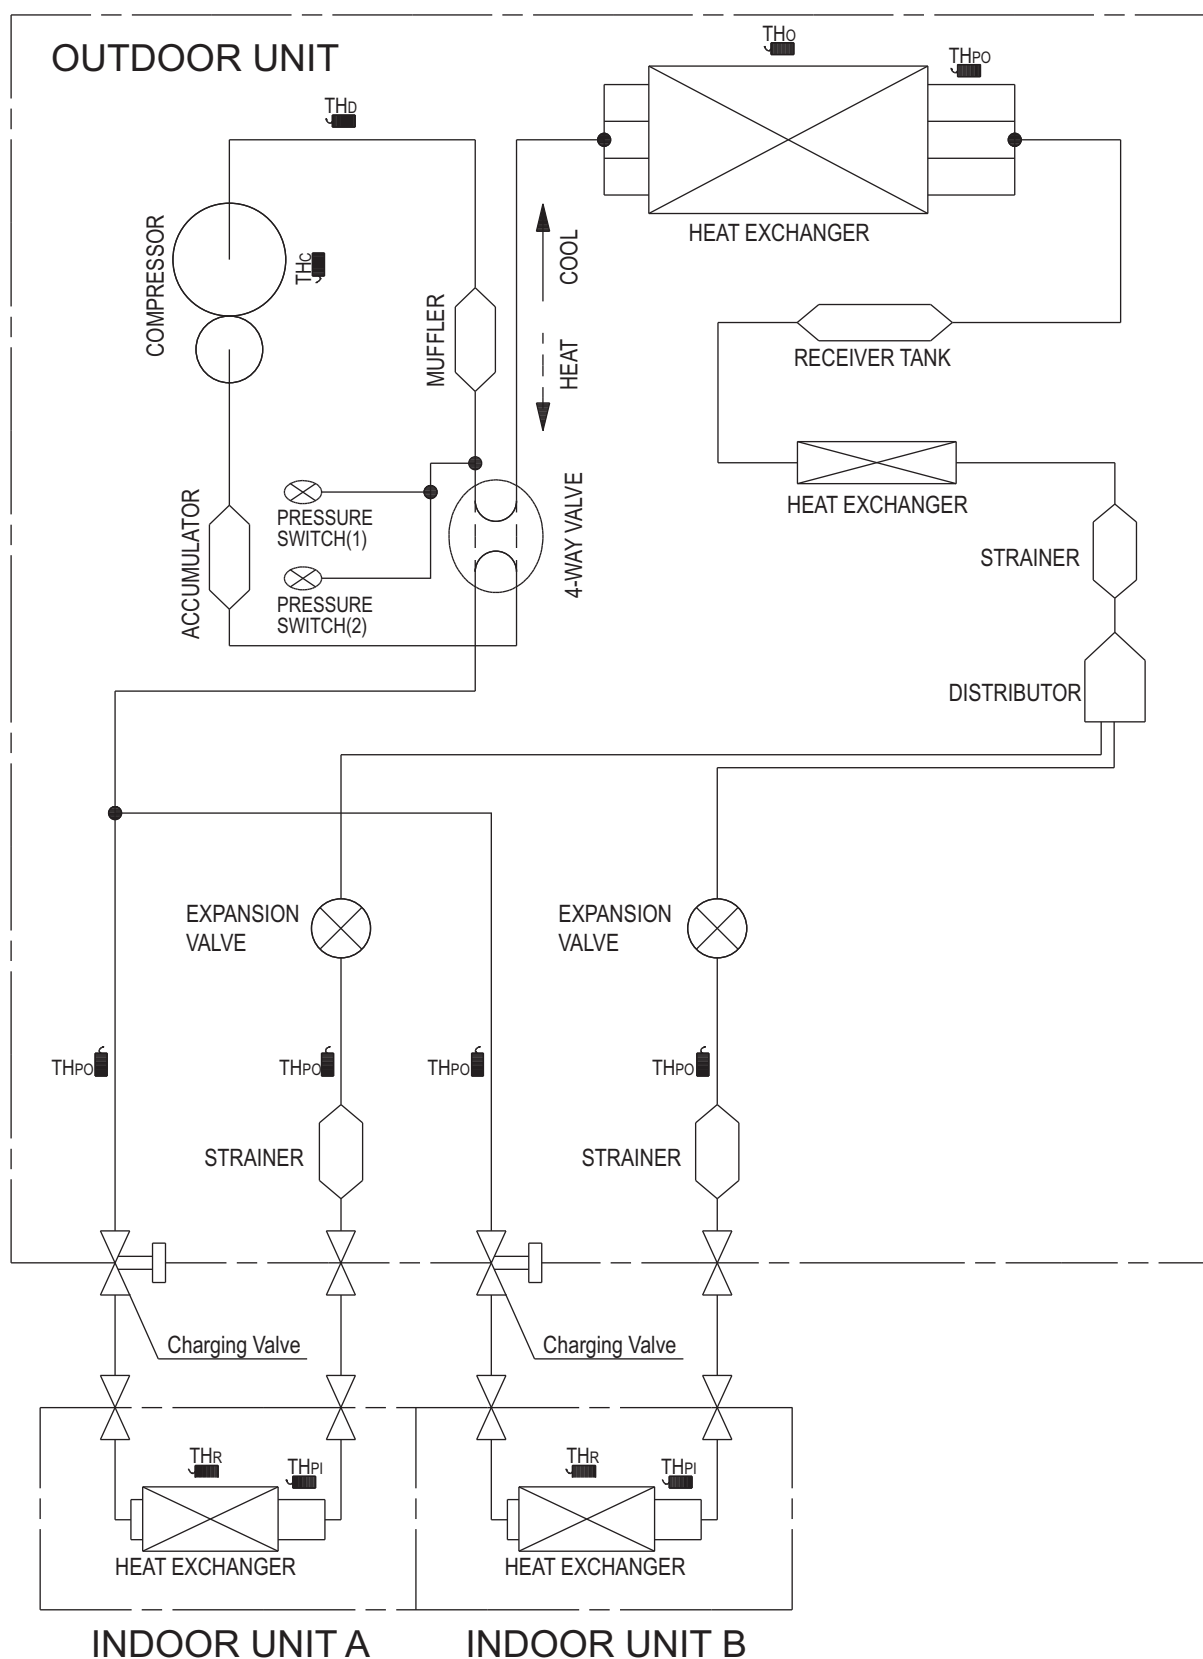 OUTDOOR UNIT
THO
THPO
THD
HEAT EXCHANGER
COMPRESSOR
THC
COOL
HEAT
MUFFLER
RECEIVER TANK
HEAT EXCHANGER
4-WAY VALVE
PRESSURE
SWITCH(1)
ACCUMULATOR
PRESSURE
SWITCH(2)
STRAINER
DISTRIBUTOR
EXPANSION
VALVE
EXPANSION
VALVE
THPO
THPO
THPO
THPO
STRAINER
STRAINER
Charging Valve
Charging Valve
THR
THPI
THR
THPI
HEAT EXCHANGER
HEAT EXCHANGER
INDOOR UNIT A
INDOOR UNIT B